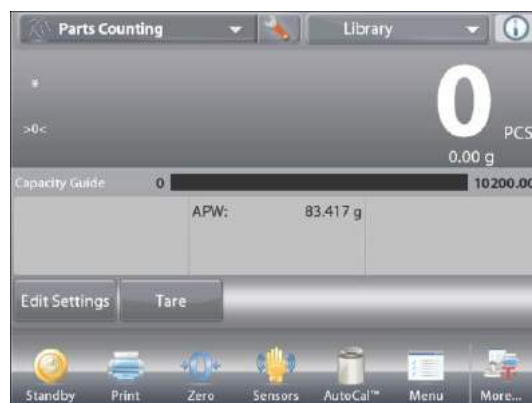 Parts Counting Library
*
>0<
0 PCS
0.00 g
Capacity Guide 0 10200.00
APW: 83.417 g
Edit Settings Tare
Standby Print Zero Sensors AutoCal™ Menu More...